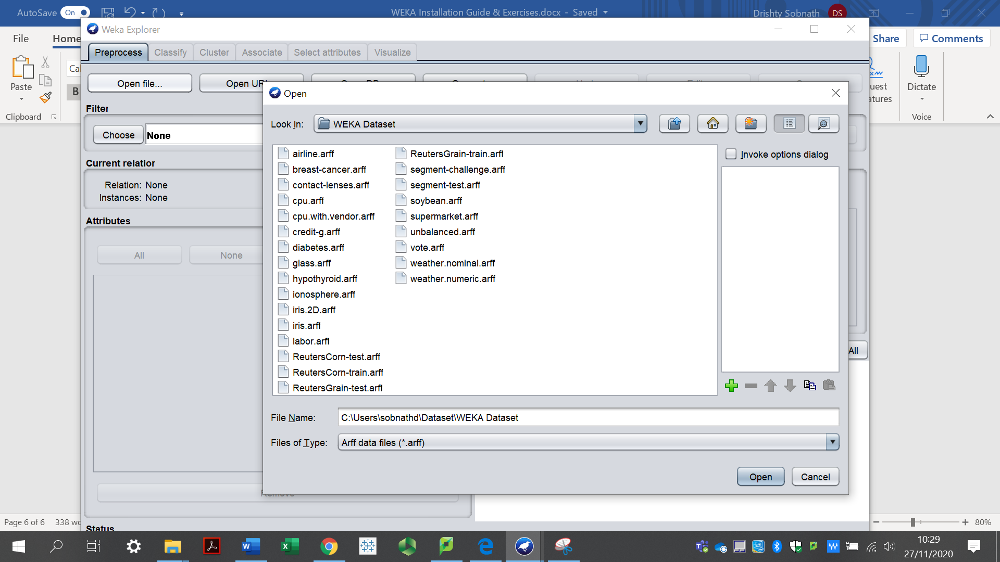 AutoSave On
WEKA Installation Guide & Exercises.docx - Saved
Drishty Sobnath DS
Weka Explorer
File Home
Share Comments
Preprocess Classify Cluster Associate Select attributes Visualize
Open file...
Paste
B
Dictate
Clipboard
Voice
Filter
Choose None
Current relation
Relation: None
Instances: None
Attributes
All None
Open
Look In: WEKA Dataset
airline.arff
breast-cancer.arff
contact-lenses.arff
cpu.arff
cpu.with.vendor.arff
credit-g.arff
diabetes.arff
glass.arff
hypothyroid.arff
ionosphere.arff
iris.2D.arff
iris.arff
labor.arff
ReutersCorn-test.arff
ReutersCorn-train.arff
ReutersGrain-test.arff
ReutersGrain-train.arff
segment-challenge.arff
segment-test.arff
soybean.arff
supermarket.arff
unbalanced.arff
vote.arff
weather.nominal.arff
weather.numeric.arff
Invoke options dialog
File Name: C:\Users\sobnathd\Dataset\WEKA Dataset
Files of Type: Arff data files (*.arff)
Open Cancel
All
Remove
Status
Page 6 of 6 338
80%
10:29
27/11/2020